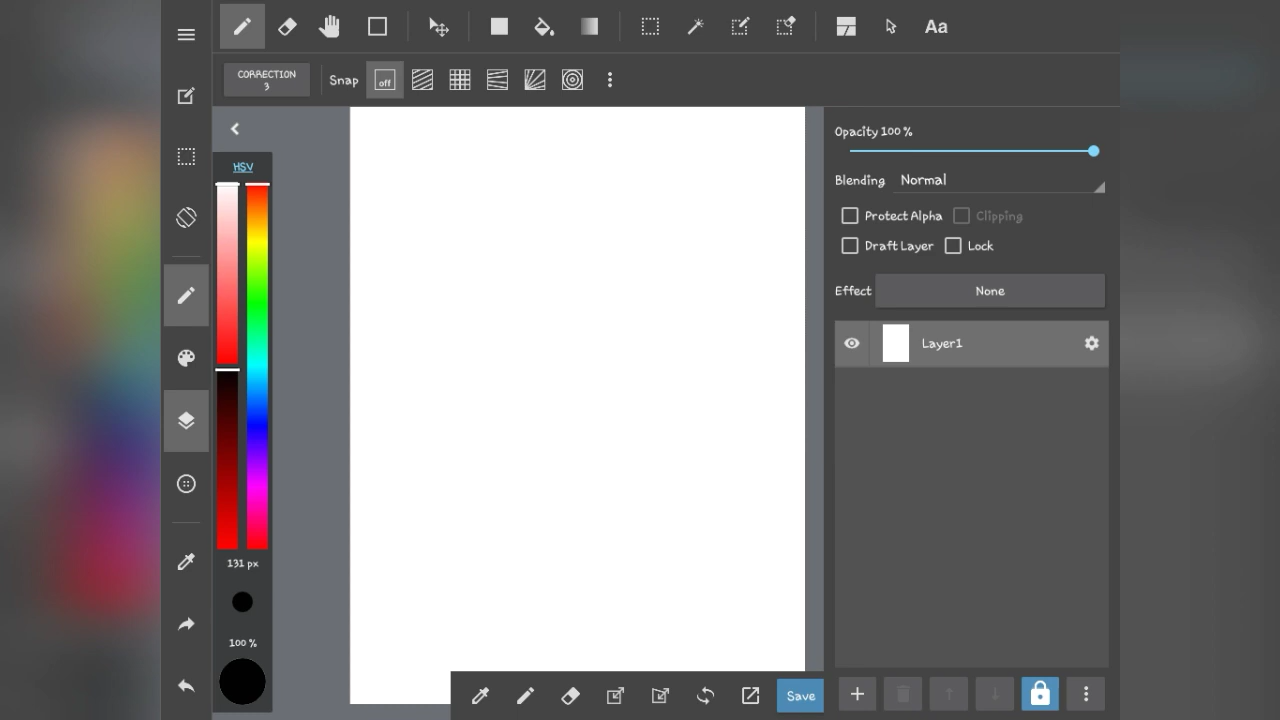 Aa
CORRECTION
3
Snap
off
HSV
131 px
100 %
Opacity 100 %
Blending Normal
Protect Alpha Clipping
Draft Layer Lock
Effect None
Layer1
Save